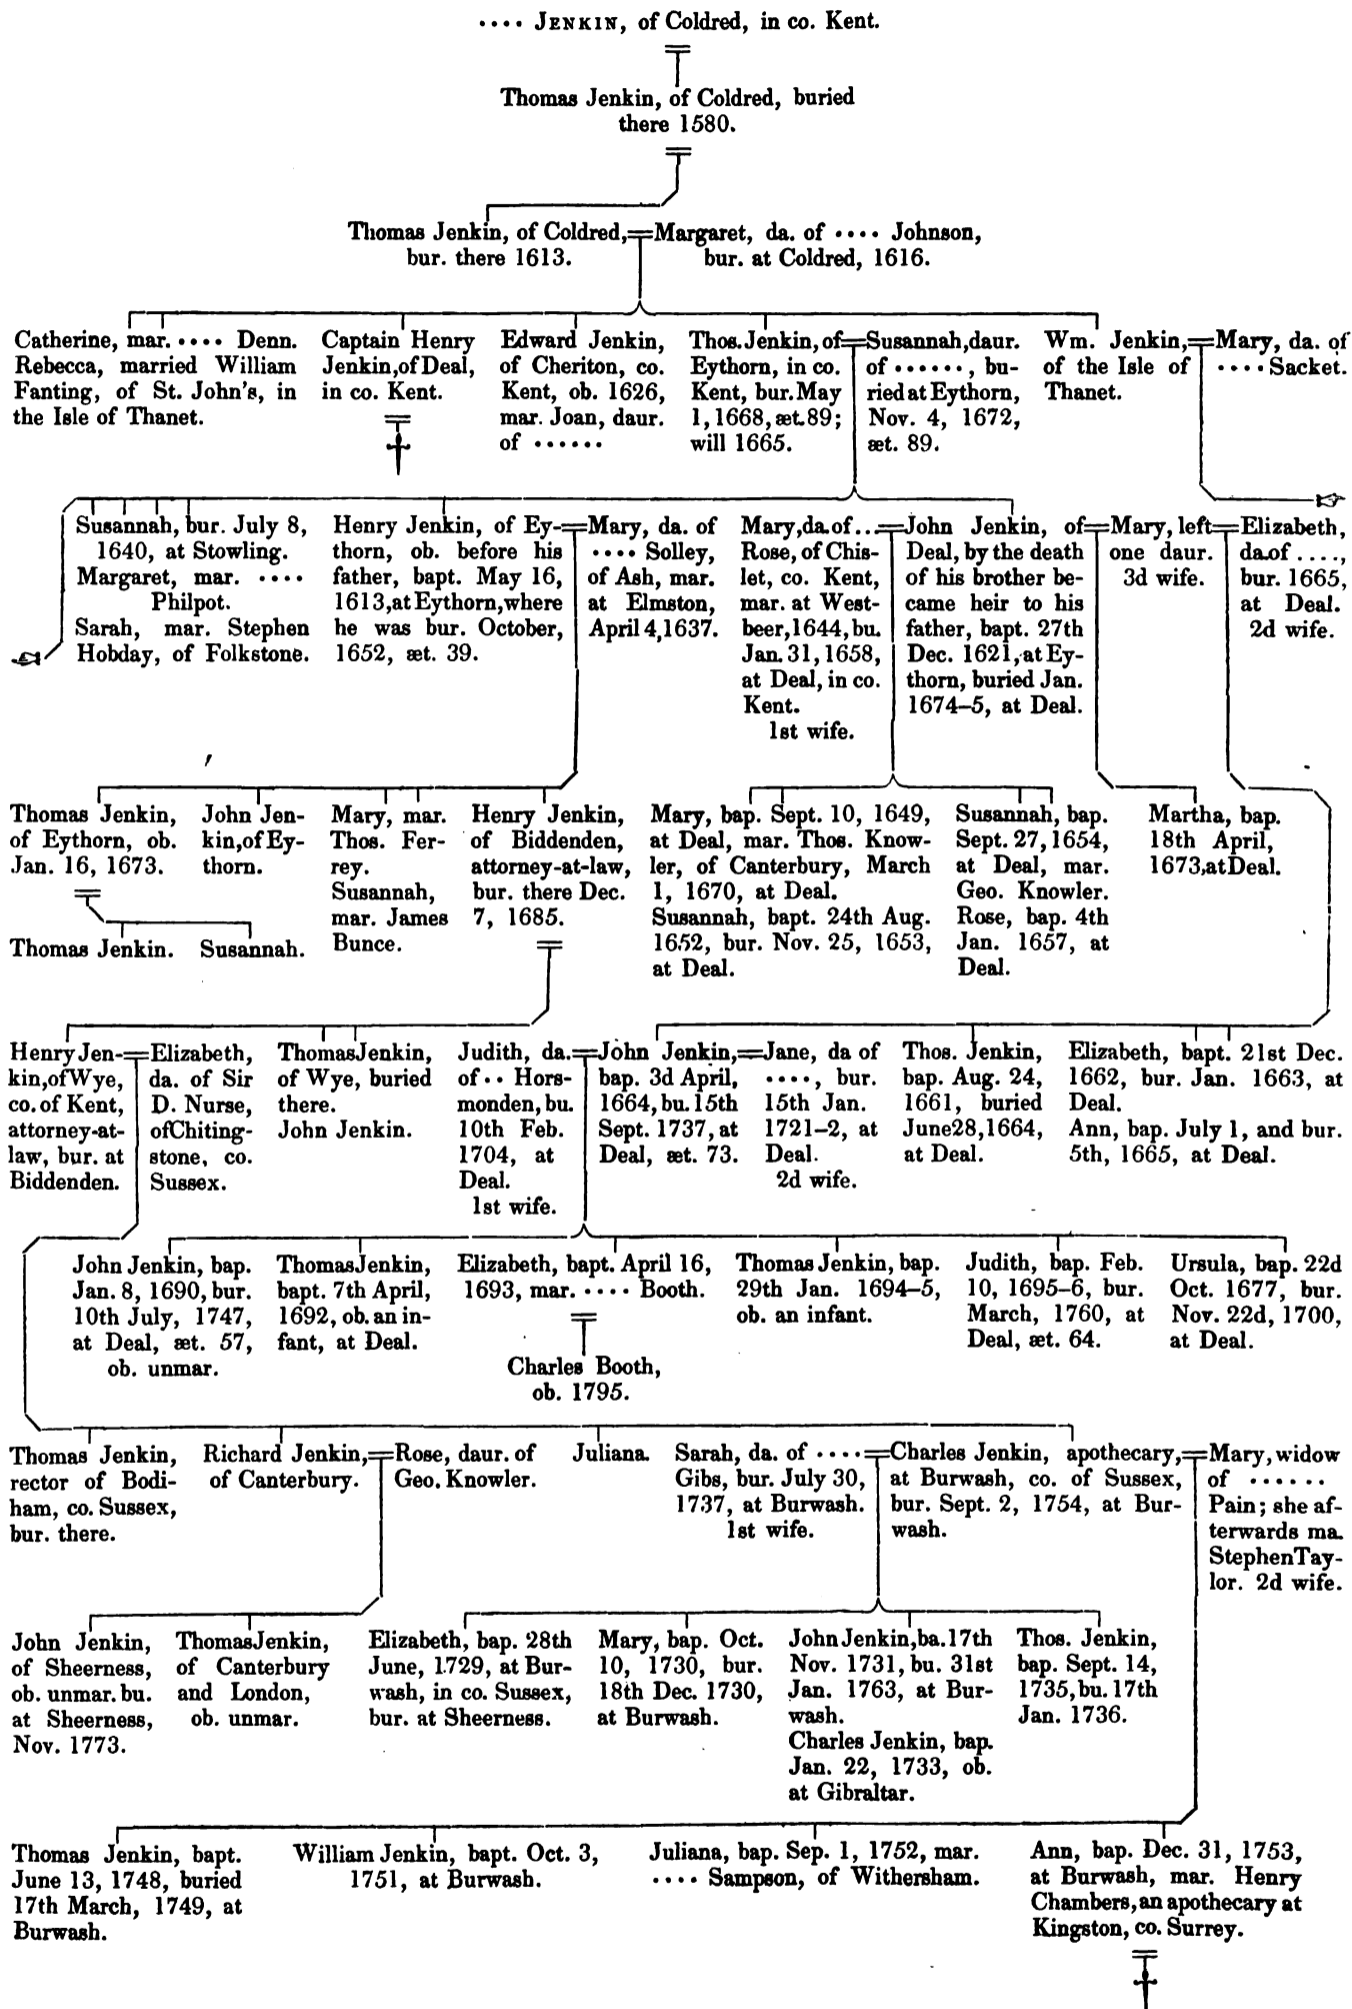 .... JENKIN, of Coldred, in co. Kent.
Thomas Jenkin, of Coldred, buried
there 1580.
Thomas Jenkin, of Coldred,
bur. there 1613.
Margaret, da. of .... Johnson,
bur. at Coldred, 1616.
Catherine, mar. .... Denn.
Rebecca, married William
Fanting, of St. John's, in
the Isle of Thanet.
Captain Henry
Jenkin, of Deal,
in co. Kent.
Edward Jenkin,
of Cheriton, co.
Kent, ob. 1626,
mar. Joan, daur.
of ......
Thos. Jenkin, of
Eythorn, in co.
Kent, bur. May
1, 1668, æt. 89;
will 1665.
Susannah, daur.
of ......, bu-
ried at Eythorn,
Nov. 4, 1672,
æt. 89.
Wm. Jenkin,
of the Isle of
Thanet.
Mary, da. of
.... Sacket.
Susannah, bur. July 8,
1640, at Stowling.
Margaret, mar. ....
Philpot.
Sarah, mar. Stephen
Hobday, of Folkstone.
Henry Jenkin, of Ey-
thorn, ob. before his
father, bapt. May 16,
1613, at Eythorn, where
he was bur. October,
1652, æt. 39.
Mary, da. of
.... Solley,
of Ash, mar.
at Elmston,
April 4, 1637.
Mary, da. of ...
Rose, of Chis-
let, co. Kent,
mar. at West-
beer, 1644, bu.
Jan. 31, 1658,
at Deal, in co.
Kent.
1st wife.
John Jenkin, of
Deal, by the death
of his brother be-
came heir to his
father, bapt. 27th
Dec. 1621, at Ey-
thorn, buried Jan.
1674–5, at Deal.
Mary, left
one daur.
3d wife.
Elizabeth,
da. of ....,
bur. 1665,
at Deal.
2d wife.
Thomas Jenkin,
of Eythorn, ob.
Jan. 16, 1673.
John Jen-
kin, of Ey-
thorn.
Mary, mar.
Thos. Fer-
rey.
Susannah,
mar. James
Bunce.
Henry Jenkin,
of Biddenden,
attorney-at-law,
bur. there Dec.
7, 1685.
Mary, bap. Sept. 10, 1649,
at Deal, mar. Thos. Know-
ler, of Canterbury, March
1, 1670, at Deal.
Susannah, bapt. 24th Aug.
1652, bur. Nov. 25, 1653,
at Deal.
Susannah, bap.
Sept. 27, 1654,
at Deal, mar.
Geo. Knowler.
Rose, bap. 4th
Jan. 1657, at
Deal.
Martha, bap.
18th April,
1673, at Deal.
Thomas Jenkin.
Susannah.
Henry Jen-
kin, of Wye,
co. of Kent,
attorney-at-
law, bur. at
Biddenden.
Elizabeth,
da. of Sir
D. Nurse,
of Chiting-
stone, co.
Sussex.
Thomas Jenkin,
of Wye, buried
there.
John Jenkin.
Judith, da.
of .. Hors-
monden, bu.
10th Feb.
1704, at
Deal.
1st wife.
John Jenkin,
bap. 3d April,
1664, bu. 15th
Sept. 1737, at
Deal, æt. 73.
Jane, da of
...., bur.
15th Jan.
1721–2, at
Deal.
2d wife.
Thos. Jenkin,
bap. Aug. 24,
1661, buried
June 28, 1664,
at Deal.
Elizabeth, bapt. 21st Dec.
1662, bur. Jan. 1663, at
Deal.
Ann, bap. July 1, and bur.
5th, 1665, at Deal.
John Jenkin, bap.
Jan. 8, 1690, bur.
10th July, 1747,
at Deal, æt. 57,
ob. unmar.
Thomas Jenkin,
bapt. 7th April,
1692, ob. an in-
fant, at Deal.
Elizabeth, bapt. April 16,
1693, mar. .... Booth.
Charles Booth,
ob. 1795.
Thomas Jenkin, bap.
29th Jan. 1694–5,
ob. an infant.
Judith, bap. Feb.
10, 1695–6, bur.
March, 1760, at
Deal, æt. 64.
Ursula, bap. 22d
Oct. 1677, bur.
Nov. 22d, 1700,
at Deal.
Thomas Jenkin,
rector of Bodi-
ham, co. Sussex,
bur. there.
Richard Jenkin,
of Canterbury.
Rose, daur. of
Geo. Knowler.
Juliana.
Sarah, da. of ....
Gibs, bur. July 30,
1737, at Burwash.
1st wife.
Charles Jenkin, apothecary,
at Burwash, co. of Sussex,
bur. Sept. 2, 1754, at Bur-
wash.
Mary, widow
of ......
Pain; she af-
terwards ma.
Stephen Tay-
lor. 2d wife.
John Jenkin,
of Sheerness,
ob. unmar. bu.
at Sheerness,
Nov. 1773.
Thomas Jenkin,
of Canterbury
and London,
ob. unmar.
Elizabeth, bap. 28th
June, 1729, at Bur-
wash, in co. Sussex,
bur. at Sheerness.
Mary, bap. Oct.
10, 1730, bur.
18th Dec. 1730,
at Burwash.
John Jenkin, ba. 17th
Nov. 1731, bu. 31st
Jan. 1763, at Bur-
wash.
Charles Jenkin, bap.
Jan. 22, 1733, ob.
at Gibraltar.
Thos. Jenkin,
bap. Sept. 14,
1735, bu. 17th
Jan. 1736.
Thomas Jenkin, bapt.
June 13, 1748, buried
17th March, 1749, at
Burwash.
William Jenkin, bapt. Oct. 3,
1751, at Burwash.
Juliana, bap. Sep. 1, 1752, mar.
.... Sampson, of Withersham.
Ann, bap. Dec. 31, 1753,
at Burwash, mar. Henry
Chambers, an apothecary at
Kingston, co. Surrey.